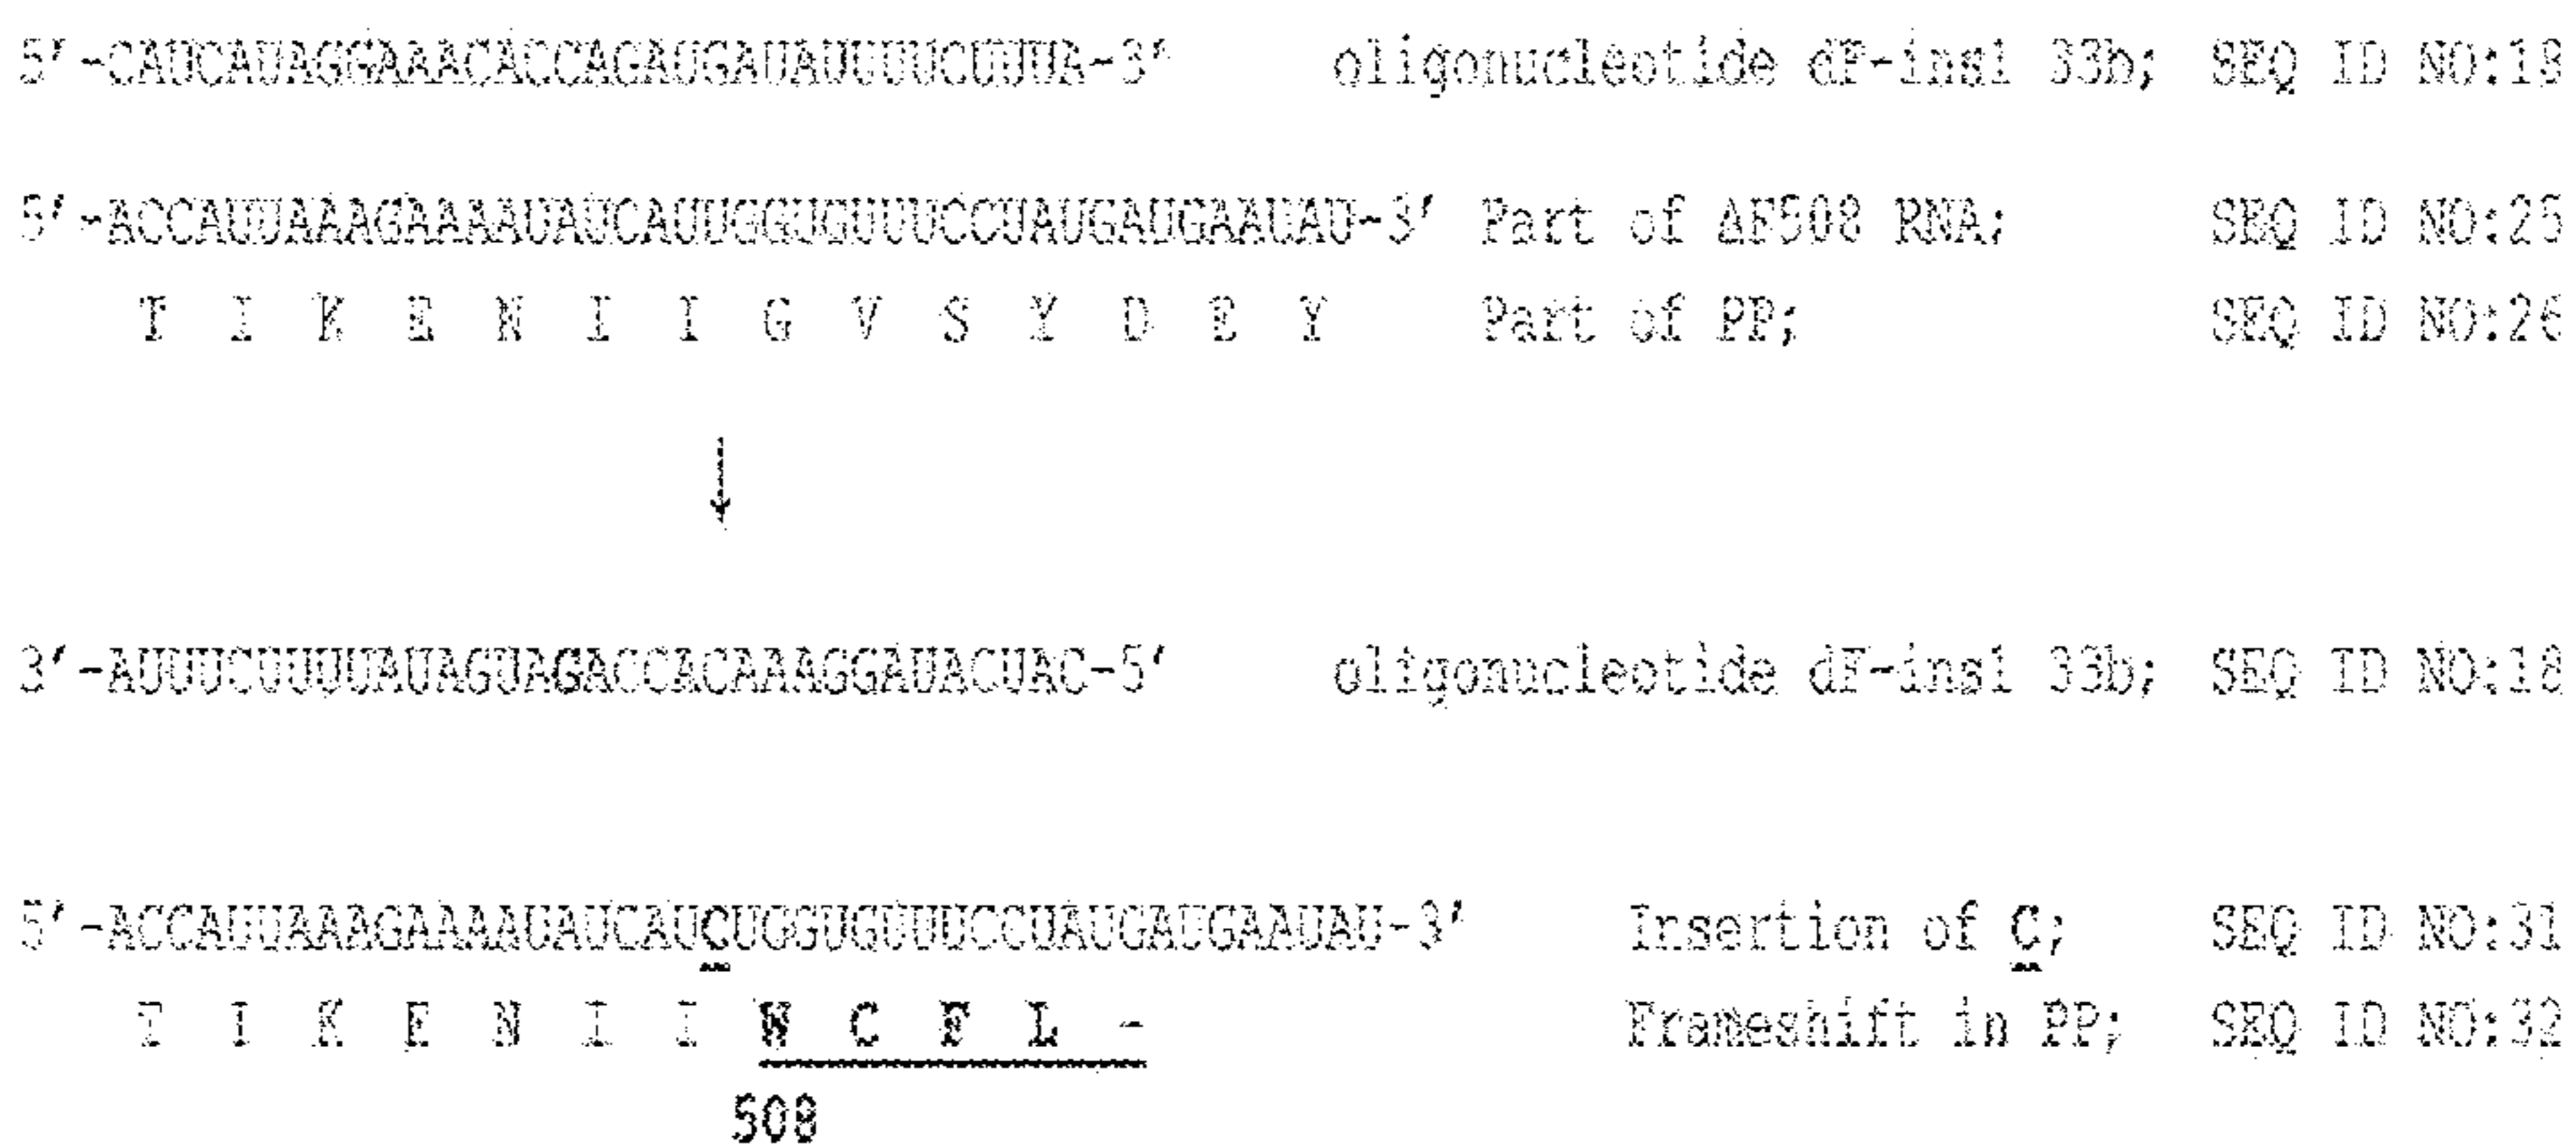 5'-CAUCAUAGGAAACACCAGAUGAUAUUUUCUUUA-3' oligonucleotide dF-ins1 33b; SEQ ID NO:18
5'-ACCAUUAAAGAAAAUAUCAUUGGUGUUUCCUAUGAUGAAUAU-3' Part of ΔF508 RNA; SEQ ID NO:25
T I K E N I I G V S Y D E Y Part of PP; SEQ ID NO:26
3'-AUUUCUUUUAUAGUAGACCACAAAGGAUACUAC-5' oligonucleotide dF-ins1 33b; SEQ ID NO:18
5'-ACCAUUAAAGAAAAUAUCAUCUGGUGUUUCCUAUGAUGAAUAU-3' Insertion of C; SEQ ID NO:31
T I K E N I I W C F L - Frameshift in PP; SEQ ID NO:32
508